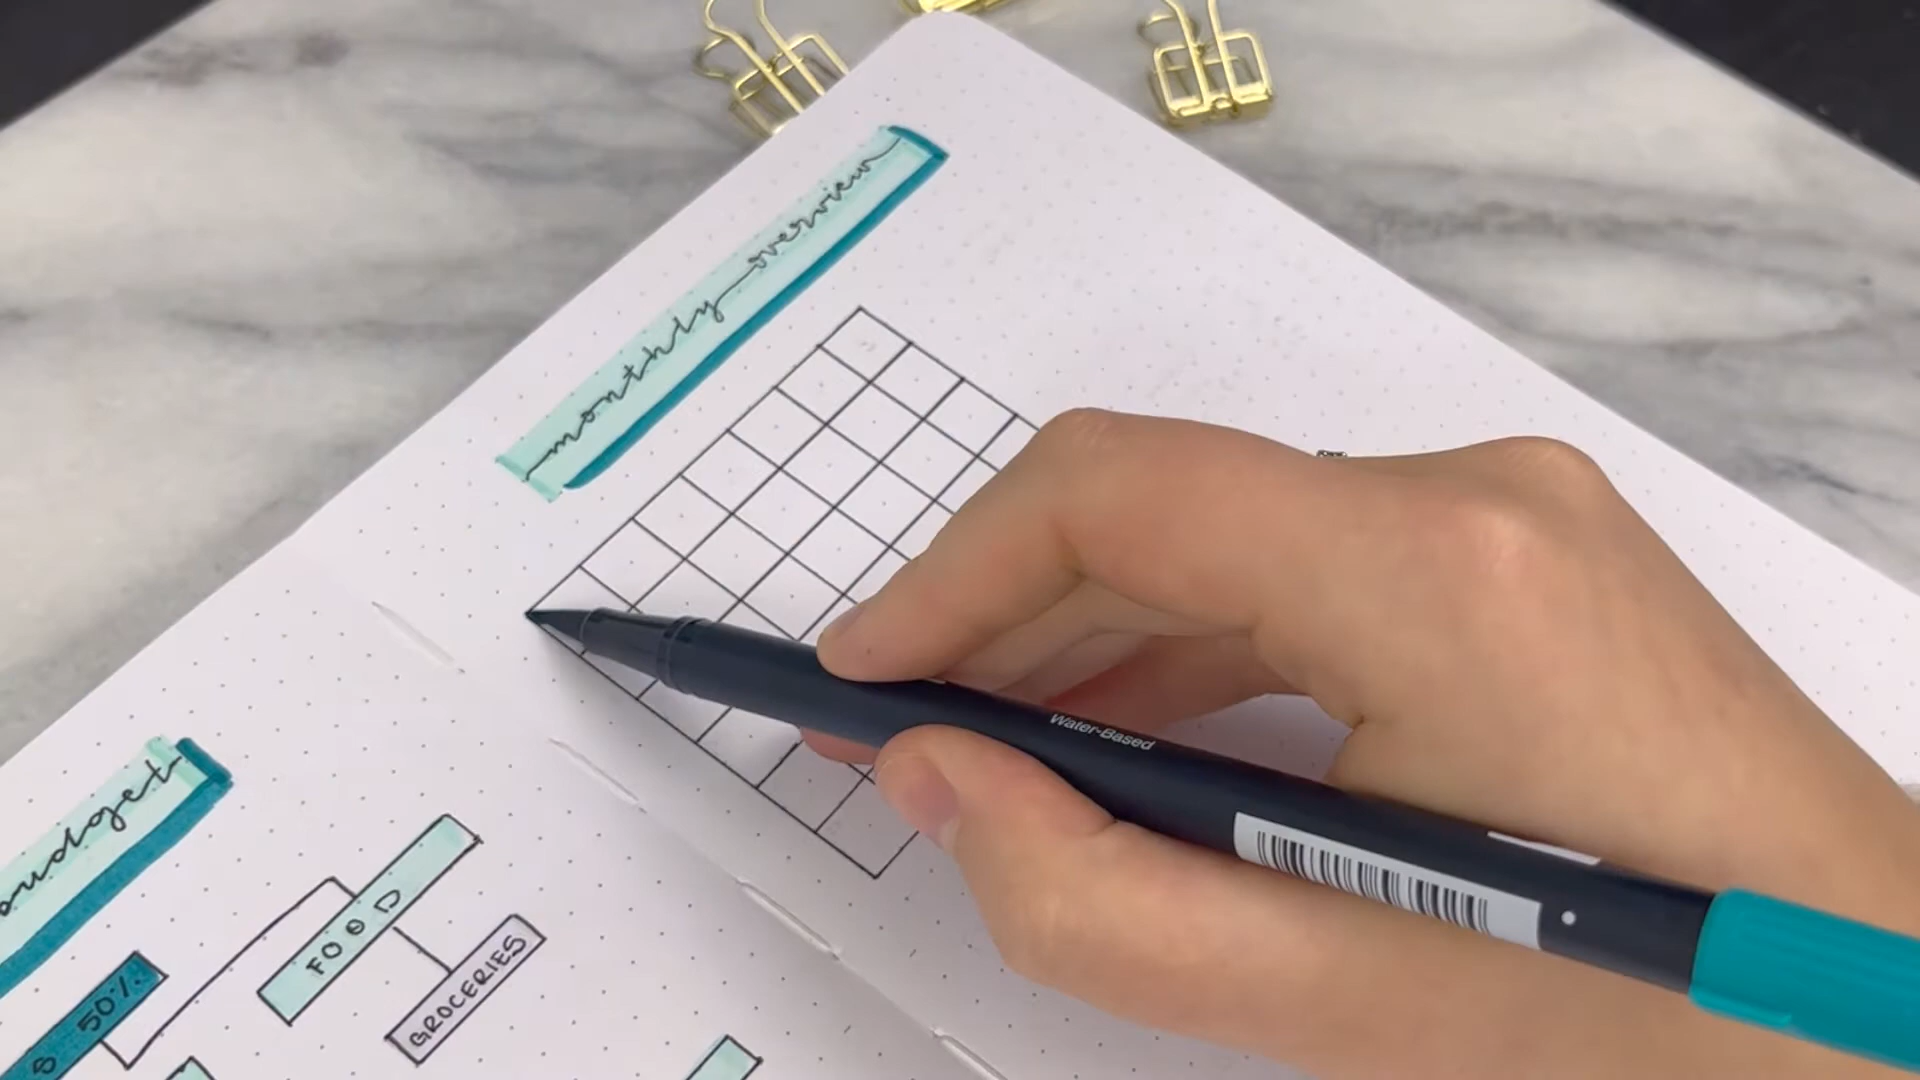 monthly overview
budget
FOOD
50%
GROCERIES
Water-Based